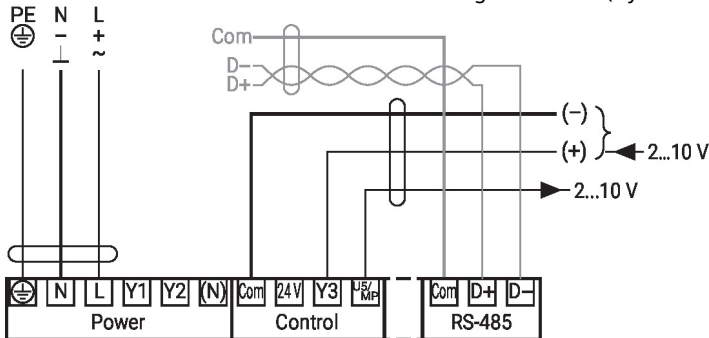 PE N L
− +
⊥ ~
Com
D−
D+
(−)
(+)
2...10 V
2...10 V
N L Y1 Y2 (N) Com 24 V Y3 U5/MP Com D+ D−
Power Control RS-485